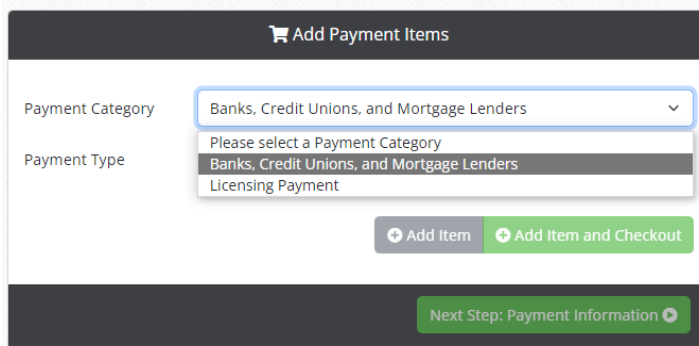 Add Payment Items
Payment Category
Banks, Credit Unions, and Mortgage Lenders
Please select a Payment Category
Payment Type
Banks, Credit Unions, and Mortgage Lenders
Licensing Payment
Add Item
Add Item and Checkout
Next Step: Payment Information